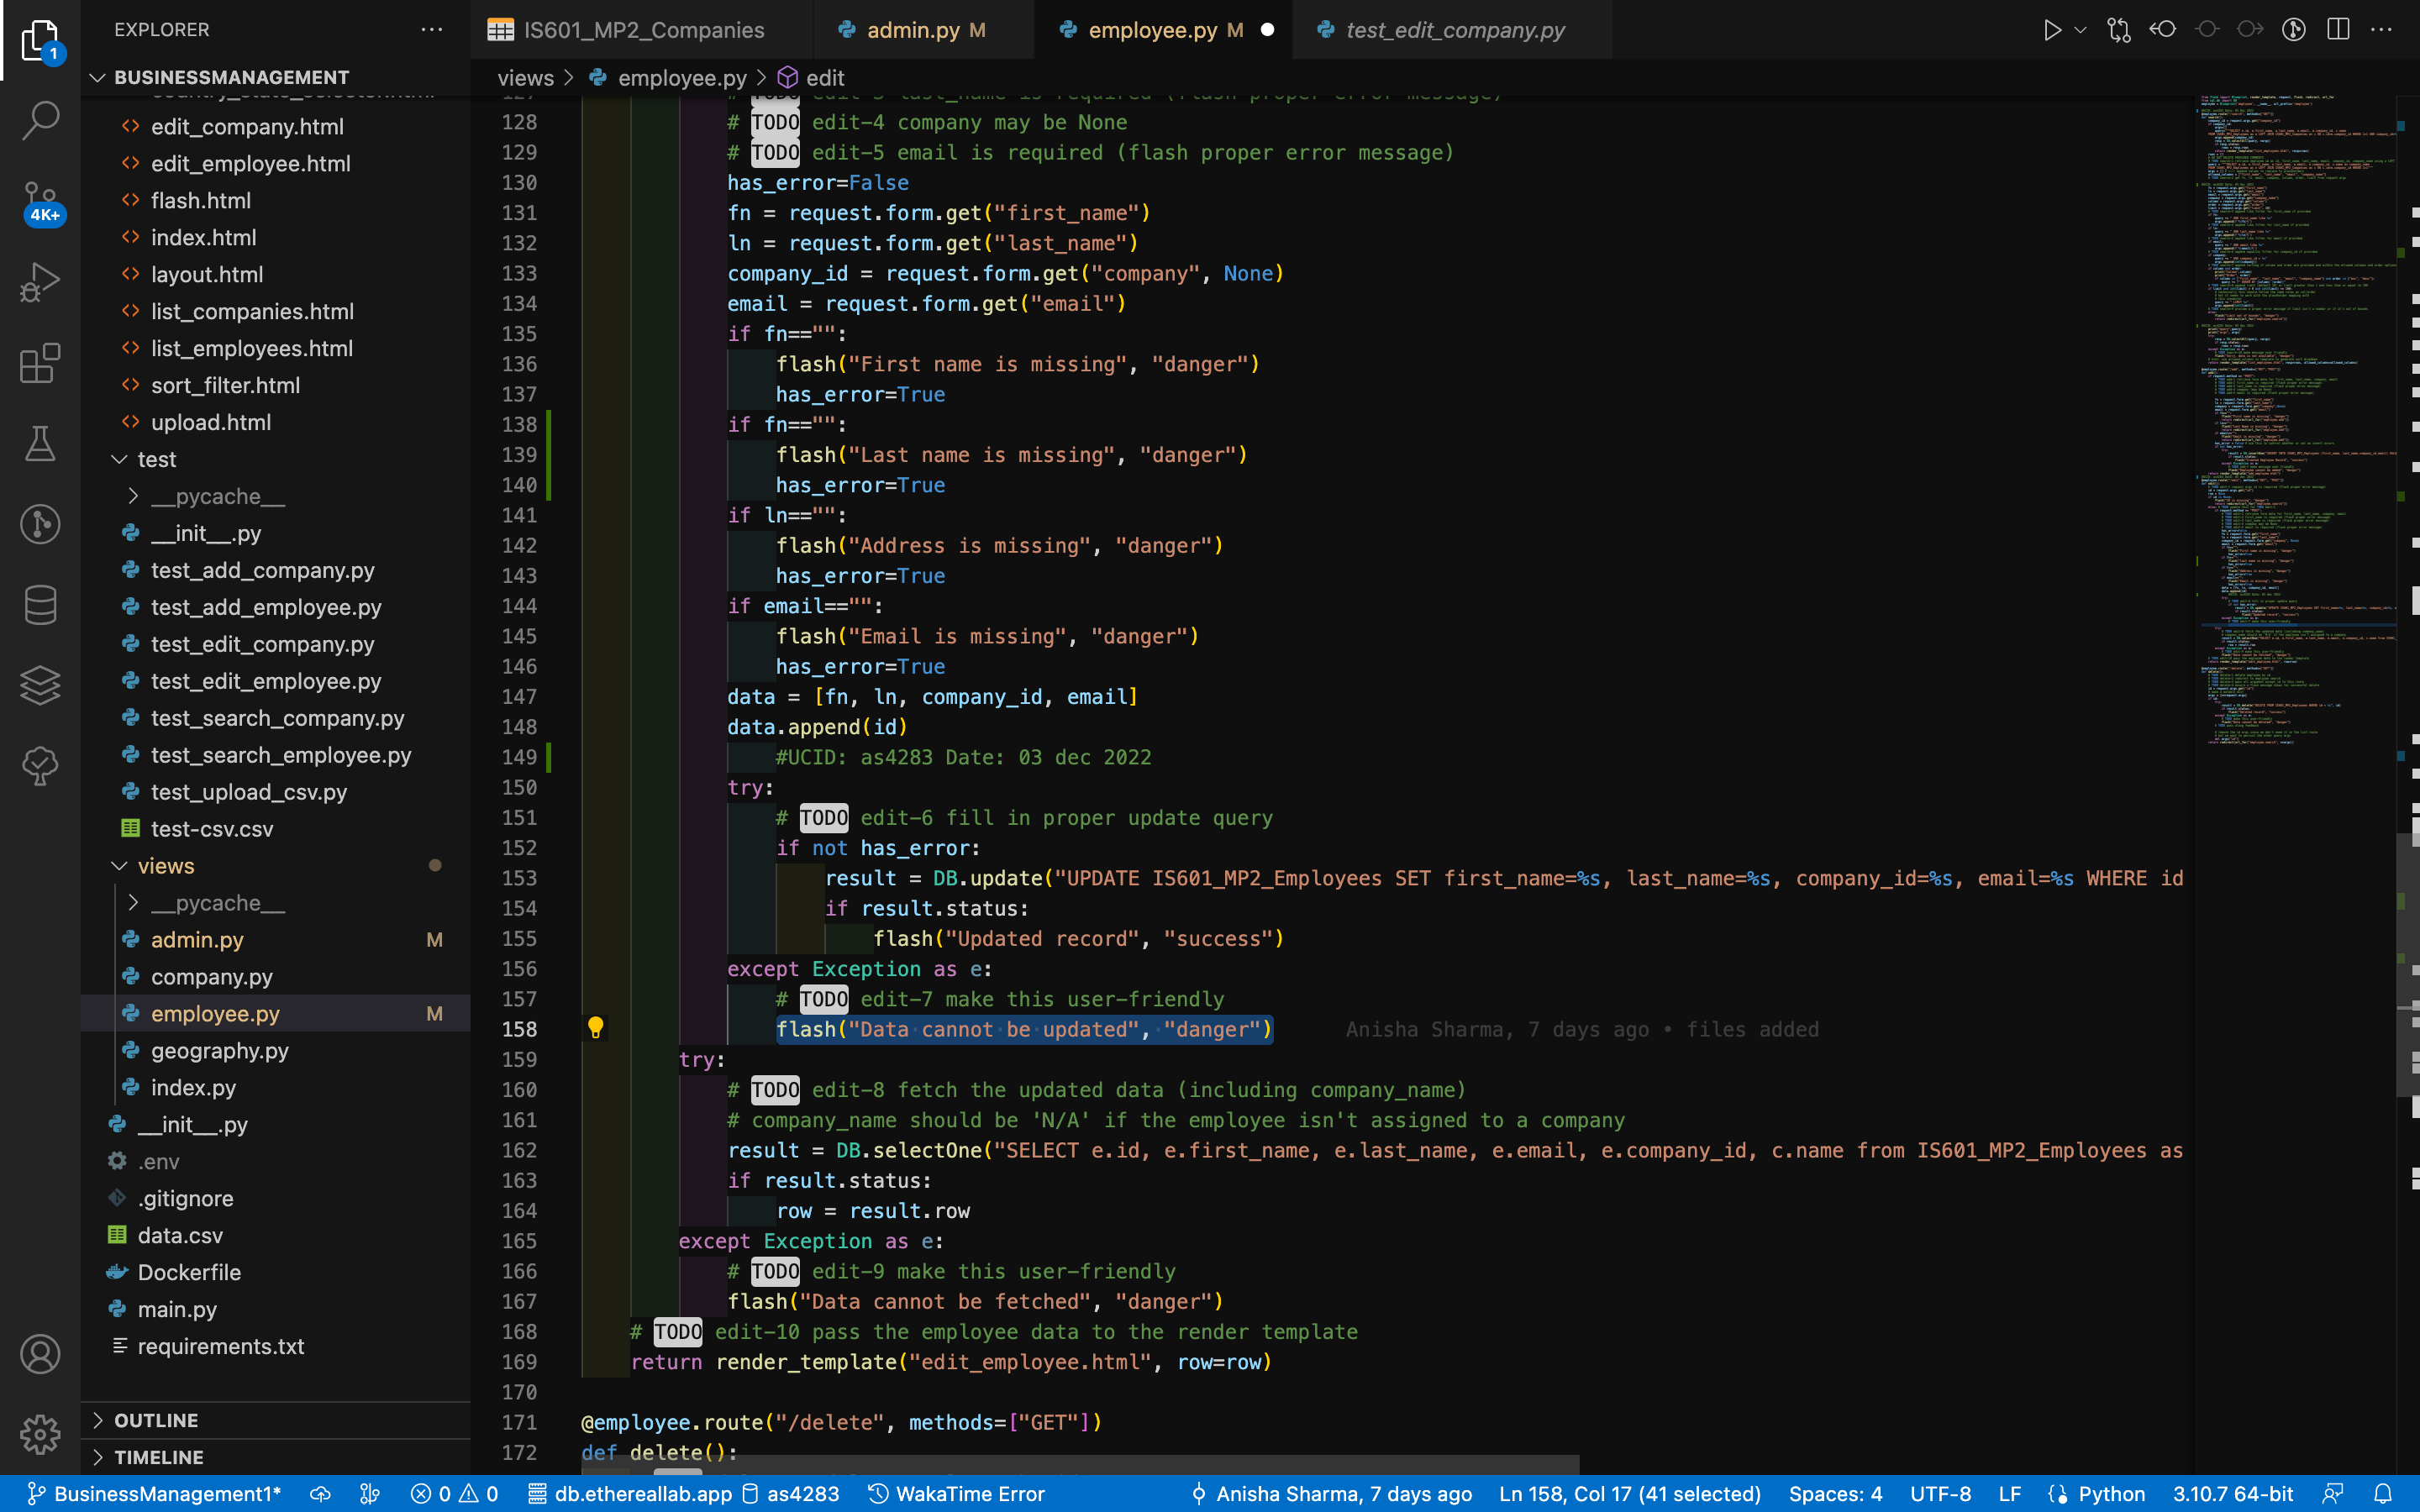 EXPLORER
BUSINESSMANAGEMENT
edit_company.html
edit_employee.html
flash.html
index.html
layout.html
list_companies.html
list_employees.html
sort_filter.html
upload.html
test
__pycache__
__init__.py
test_add_company.py
test_add_employee.py
test_edit_company.py
test_edit_employee.py
test_search_company.py
test_search_employee.py
test_upload_csv.py
test-csv.csv
views
__pycache__
admin.py M
company.py
employee.py M
geography.py
index.py
__init__.py
.env
.gitignore
data.csv
Dockerfile
main.py
requirements.txt
OUTLINE
TIMELINE
1
4K+
IS601_MP2_Companies admin.py M employee.py M test_edit_company.py
views > employee.py > edit
127 # TODO edit-3 last_name is required (flash proper error message)
128 # TODO edit-4 company may be None
129 # TODO edit-5 email is required (flash proper error message)
130 has_error=False
131 fn = request.form.get("first_name")
132 ln = request.form.get("last_name")
133 company_id = request.form.get("company", None)
134 email = request.form.get("email")
135 if fn=="":
136 flash("First name is missing", "danger")
137 has_error=True
138 if fn=="":
139 flash("Last name is missing", "danger")
140 has_error=True
141 if ln=="":
142 flash("Address is missing", "danger")
143 has_error=True
144 if email=="":
145 flash("Email is missing", "danger")
146 has_error=True
147 data = [fn, ln, company_id, email]
148 data.append(id)
149 #UCID: as4283 Date: 03 dec 2022
150 try:
151 # TODO edit-6 fill in proper update query
152 if not has_error:
153 result = DB.update("UPDATE IS601_MP2_Employees SET first_name=%s, last_name=%s, company_id=%s, email=%s WHERE id
154 if result.status:
155 flash("Updated record", "success")
156 except Exception as e:
157 # TODO edit-7 make this user-friendly
158 flash("Data cannot be updated", "danger") Anisha Sharma, 7 days ago • files added
159 try:
160 # TODO edit-8 fetch the updated data (including company_name)
161 # company_name should be 'N/A' if the employee isn't assigned to a company
162 result = DB.selectOne("SELECT e.id, e.first_name, e.last_name, e.email, e.company_id, c.name from IS601_MP2_Employees as
163 if result.status:
164 row = result.row
165 except Exception as e:
166 # TODO edit-9 make this user-friendly
167 flash("Data cannot be fetched", "danger")
168 # TODO edit-10 pass the employee data to the render template
169 return render_template("edit_employee.html", row=row)
170
171 @employee.route("/delete", methods=["GET"])
172 def delete():
BusinessManagement1* 0 0 db.ethereallab.app as4283 WakaTime Error Anisha Sharma, 7 days ago Ln 158, Col 17 (41 selected) Spaces: 4 UTF-8 LF Python 3.10.7 64-bit